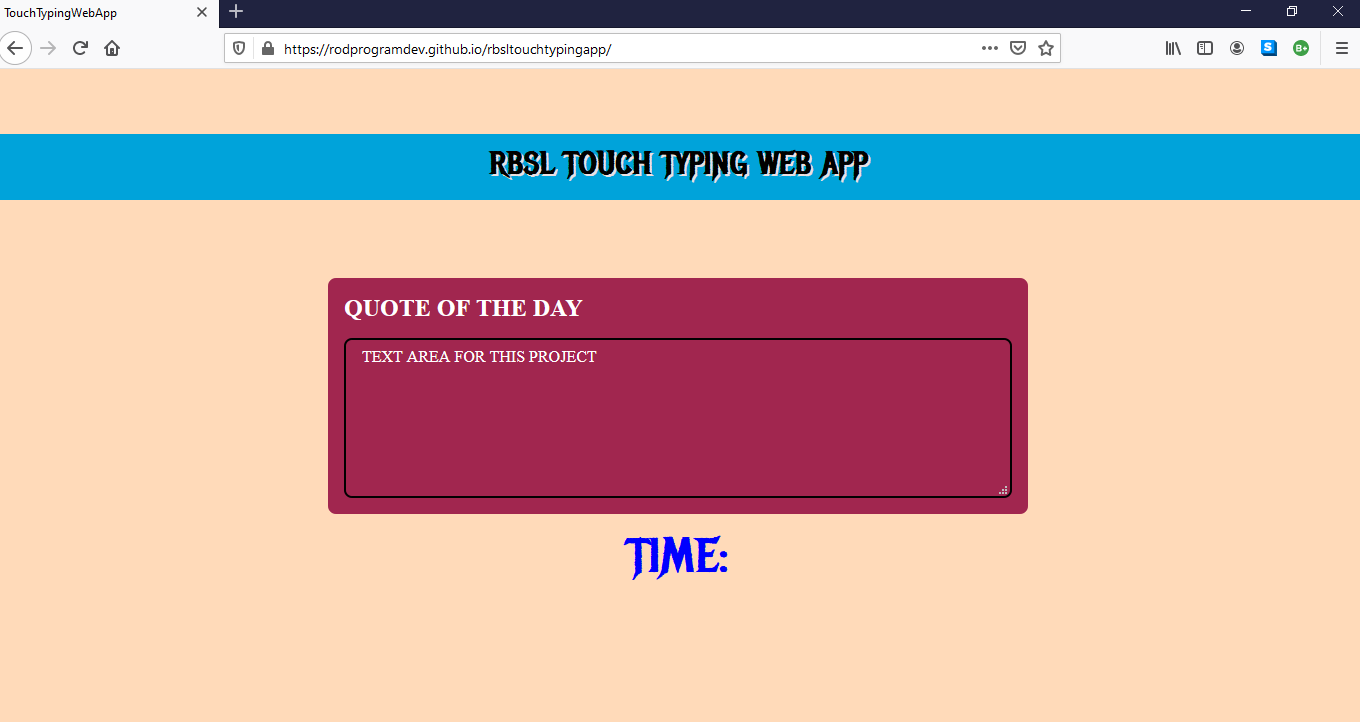 TouchTypingWebApp
https://rodprogramdev.github.io/rbsltouchtypingapp/
S
B+
RBSL TOUCH TYPING WEB APP
QUOTE OF THE DAY
TEXT AREA FOR THIS PROJECT
TIME: